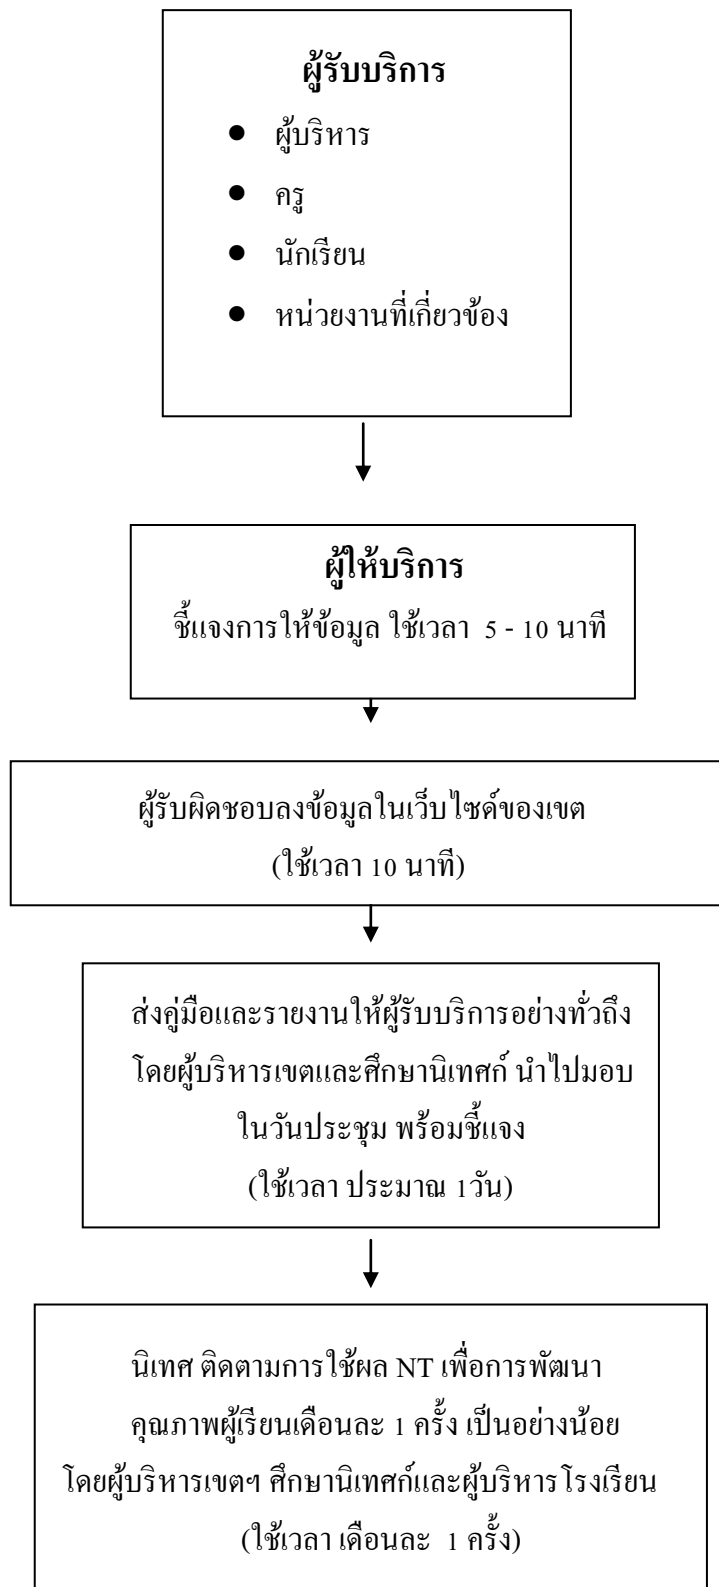 ผู้รับบริการ
● ผู้บริหาร
● ครู
● นักเรียน
● หน่วยงานที่เกี่ยวข้อง
ผู้ให้บริการ
ชี้แจงการให้ข้อมูล ใช้เวลา 5 - 10 นาที
ผู้รับผิดชอบลงข้อมูลในเว็บไซด์ของเขต
(ใช้เวลา 10 นาที)
ส่งคู่มือและรายงานให้ผู้รับบริการอย่างทั่วถึง
โดยผู้บริหารเขตและศึกษานิเทศก์ นำไปมอบ
ในวันประชุม พร้อมชี้แจง
(ใช้เวลา ประมาณ 1วัน)
นิเทศ ติดตามการใช้ผล NT เพื่อการพัฒนา
คุณภาพผู้เรียนเดือนละ 1 ครั้ง เป็นอย่างน้อย
โดยผู้บริหารเขตฯ ศึกษานิเทศก์และผู้บริหารโรงเรียน
(ใช้เวลา เดือนละ 1 ครั้ง)